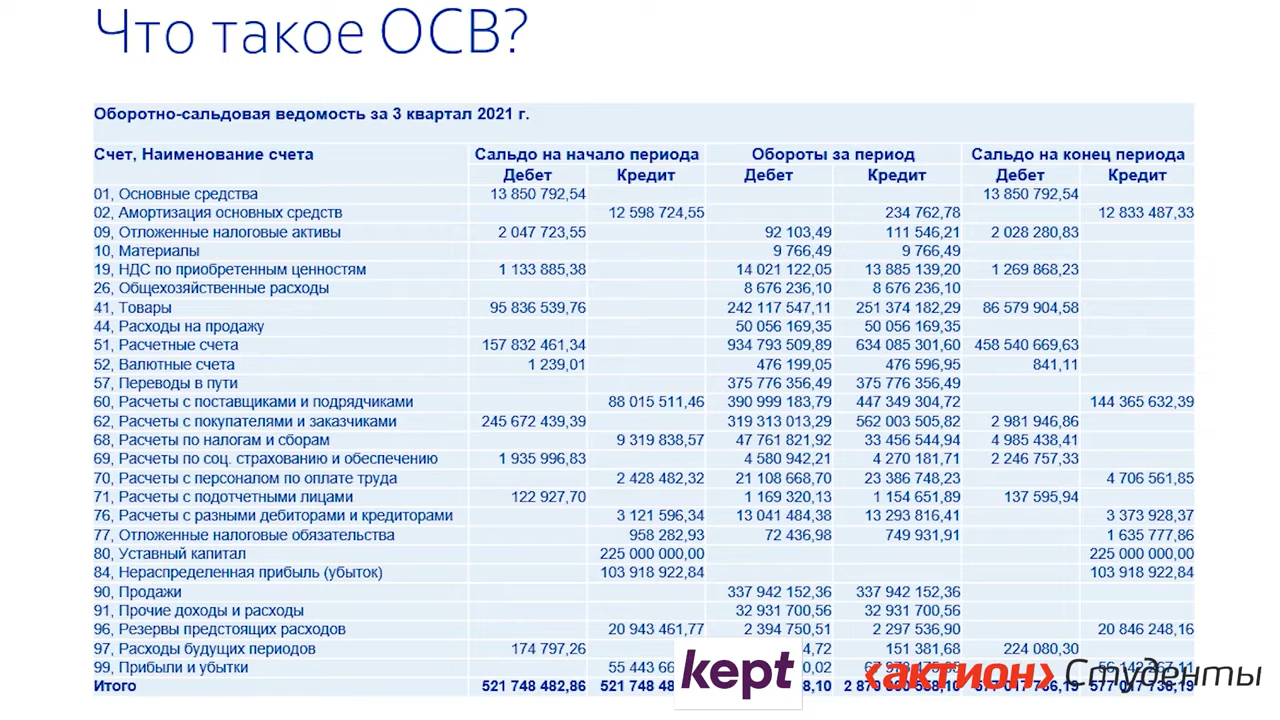 Что такое ОСВ?
Оборотно-сальдовая ведомость за 3 квартал 2021 г.
Счет, Наименование счета Сальдо на начало периода Обороты за период Сальдо на конец периода
Дебет Кредит Дебет Кредит Дебет Кредит
01, Основные средства 13 850 792,54 13 850 792,54
02, Амортизация основных средств 12 598 724,55 234 762,78 12 833 487,33
09, Отложенные налоговые активы 2 047 723,55 92 103,49 111 546,21 2 028 280,83
10, Материалы 9 766,49 9 766,49
19, НДС по приобретенным ценностям 1 133 885,38 14 021 122,05 13 885 139,20 1 269 868,23
26, Общехозяйственные расходы 8 676 236,10 8 676 236,10
41, Товары 95 836 539,76 242 117 547,11 251 374 182,29 86 579 904,58
44, Расходы на продажу 50 056 169,35 50 056 169,35
51, Расчетные счета 157 832 461,34 934 793 509,89 634 085 301,60 458 540 669,63
52, Валютные счета 1 239,01 476 199,05 476 596,95 841,11
57, Переводы в пути 375 776 356,49 375 776 356,49
60, Расчеты с поставщиками и подрядчиками 88 015 511,46 390 999 183,79 447 349 304,72 144 365 632,39
62, Расчеты с покупателями и заказчиками 245 672 439,39 319 313 013,29 562 003 505,82 2 981 946,86
68, Расчеты по налогам и сборам 9 319 838,57 47 761 821,92 33 456 544,94 4 985 438,41
69, Расчеты по соц. страхованию и обеспечению 1 935 996,83 4 580 942,21 4 270 181,71 2 246 757,33
70, Расчеты с персоналом по оплате труда 2 428 482,32 21 108 668,70 23 386 748,23 4 706 561,85
71, Расчеты с подотчетными лицами 122 927,70 1 169 320,13 1 154 651,89 137 595,94
76, Расчеты с разными дебиторами и кредиторами 3 121 596,34 13 041 484,38 13 293 816,41 3 373 928,37
77, Отложенные налоговые обязательства 958 282,93 72 436,98 749 931,91 1 635 777,86
80, Уставный капитал 225 000 000,00 225 000 000,00
84, Нераспределенная прибыль (убыток) 103 918 922,84 103 918 922,84
90, Продажи 337 942 152,36 337 942 152,36
91, Прочие доходы и расходы 32 931 700,56 32 931 700,56
96, Резервы предстоящих расходов 20 943 461,77 2 394 750,51 2 297 536,90 20 846 248,16
97, Расходы будущих периодов 174 797,26 4,72 151 381,68 224 080,30
99, Прибыли и убытки 55 443 66
Итого 521 748 482,86 521 748 48
kept
актион Студенты